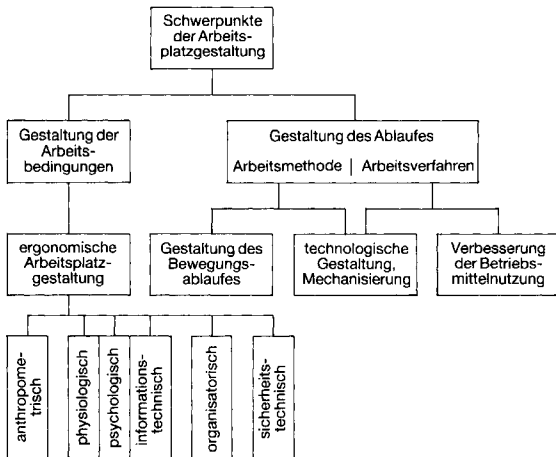 Schwerpunkte
der Arbeits-
platzgestaltung
Gestaltung der
Arbeits-
bedingungen
Gestaltung des Ablaufes
Arbeitsmethode | Arbeitsverfahren
ergonomische
Arbeitsplatz-
gestaltung
Gestaltung des
Bewegungs-
ablaufes
technologische
Gestaltung,
Mechanisierung
Verbesserung
der Betriebs-
mittelnutzung
anthropome-
trisch
physiologisch
psychologisch
informations-
technisch
organisatorisch
sicherheits-
technisch